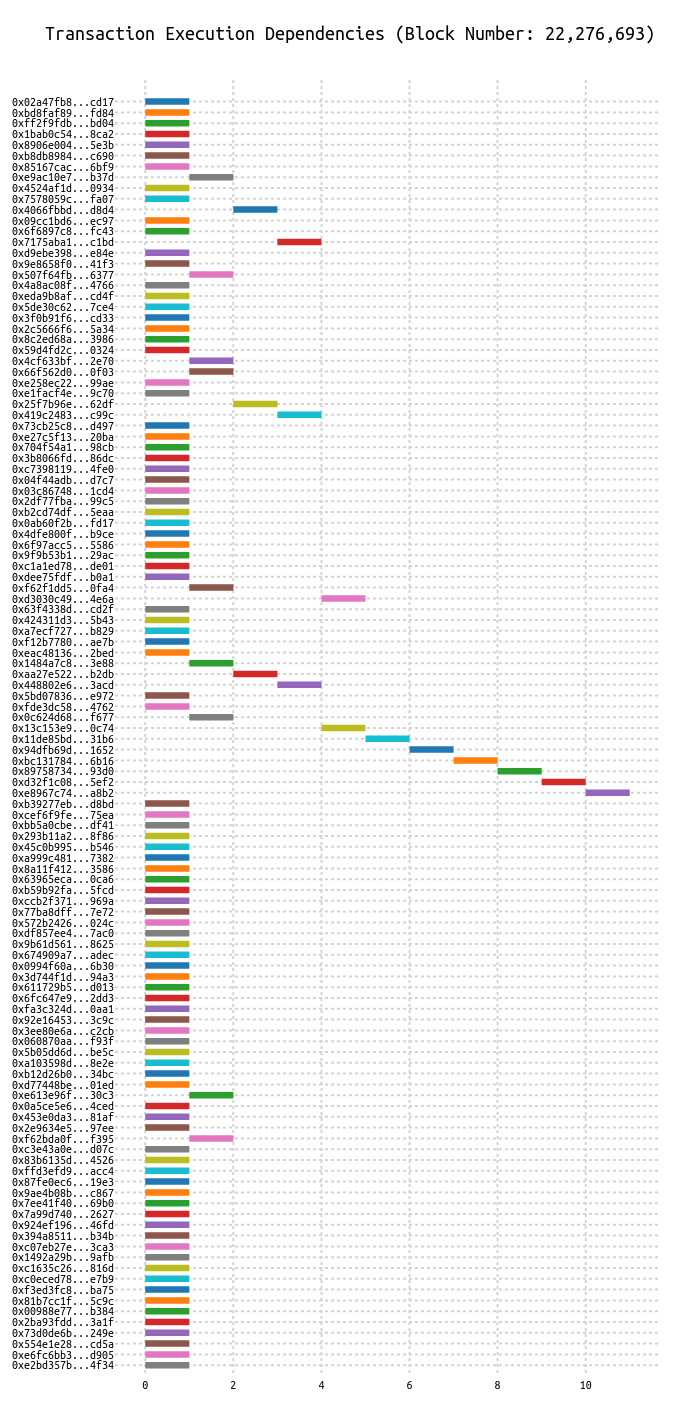 Transaction Execution Dependencies (Block Number: 22,276,693)
0x02a47fb8...cd17
0xbd8faf89...fd84
0xff2f9fdb...bd04
0x1bab0c54...8ca2
0x8906e004...5e3b
0xb8db8984...c690
0x85167cac...6bf9
0xe9ac10e7...b37d
0x4524af1d...0934
0x7578059c...fa07
0x4066fbbd...d8d4
0x09cc1bd6...ec97
0x6f6897c8...fc43
0x7175aba1...c1bd
0xd9ebe398...e84e
0x9e8658f0...41f3
0x507f64fb...6377
0x4a8ac08f...4766
0xeda9b8af...cd4f
0x5de30c62...7ce4
0x3f0b91f6...cd33
0x2c5666f6...5a34
0x8c2ed68a...3986
0x59d4fd2c...0324
0x4cf633bf...2e70
0x66f562d0...0f03
0xe258ec22...99ae
0xe1facf4e...9c70
0x25f7b96e...62df
0x419c2483...c99c
0x73cb25c8...d497
0xe27c5f13...20ba
0x704f54a1...98cb
0x3b8066fd...86dc
0xc7398119...4fe0
0x04f44adb...d7c7
0x03c86748...1cd4
0x2df77fba...99c5
0xb2cd74df...5eaa
0x0ab60f2b...fd17
0x4dfe800f...b9ce
0x6f97acc5...5586
0x9f9b53b1...29ac
0xc1a1ed78...de01
0xdee75fdf...b0a1
0xf62f1dd5...0fa4
0xd3030c49...4e6a
0x63f4338d...cd2f
0x424311d3...5b43
0xa7ecf727...b829
0xf12b7780...ae7b
0xeac48136...2bed
0x1484a7c8...3e88
0xaa27e522...b2db
0x448802e6...3acd
0x5bd07836...e972
0xfde3dc58...4762
0x0c624d68...f677
0x13c153e9...0c74
0x11de85bd...31b6
0x94dfb69d...1652
0xbc131784...6b16
0x89758734...93d0
0xd32f1c08...5ef2
0xe8967c74...a8b2
0xb39277eb...d8bd
0xcef6f9fe...75ea
0xbb5a0cbe...df41
0x293b11a2...8f86
0x45c0b995...b546
0xa999c481...7382
0x8a11f412...3586
0x63965eca...0ca6
0xb59b92fa...5fcd
0xccb2f371...969a
0x77ba8dff...7e72
0x572b2426...024c
0xdf857ee4...7ac0
0x9b61d561...8625
0x674909a7...adec
0x0994f60a...6b30
0x3d744f1d...94a3
0x611729b5...d013
0x6fc647e9...2dd3
0xfa3c324d...0aa1
0x92e16453...3c9c
0x3ee80e6a...c2cb
0x060870aa...f93f
0x5b05dd6d...be5c
0xa103598d...8e2e
0xb12d26b0...34bc
0xd77448be...01ed
0xe613e96f...30c3
0x0a5ce5e6...4ced
0x453e0da3...81af
0x2e9634e5...97ee
0xf62bda0f...f395
0xc3e43a0e...d07c
0x83b6135d...4526
0xffd3efd9...acc4
0x87fe0ec6...19e3
0x9ae4b08b...c867
0x7ee41f40...69b0
0x7a99d740...2627
0x924ef196...46fd
0x394a8511...b34b
0xc07eb27e...3ca3
0x1492a29b...9afb
0xc1635c26...816d
0xc0eced78...e7b9
0xf3ed3fc8...ba75
0x81b7cc1f...5c9c
0x00988e77...b384
0x2ba93fdd...3a1f
0x73d0de6b...249e
0x554e1e28...cd5a
0xe6fc6bb3...d905
0xe2bd357b...4f34
0 2 4 6 8 10